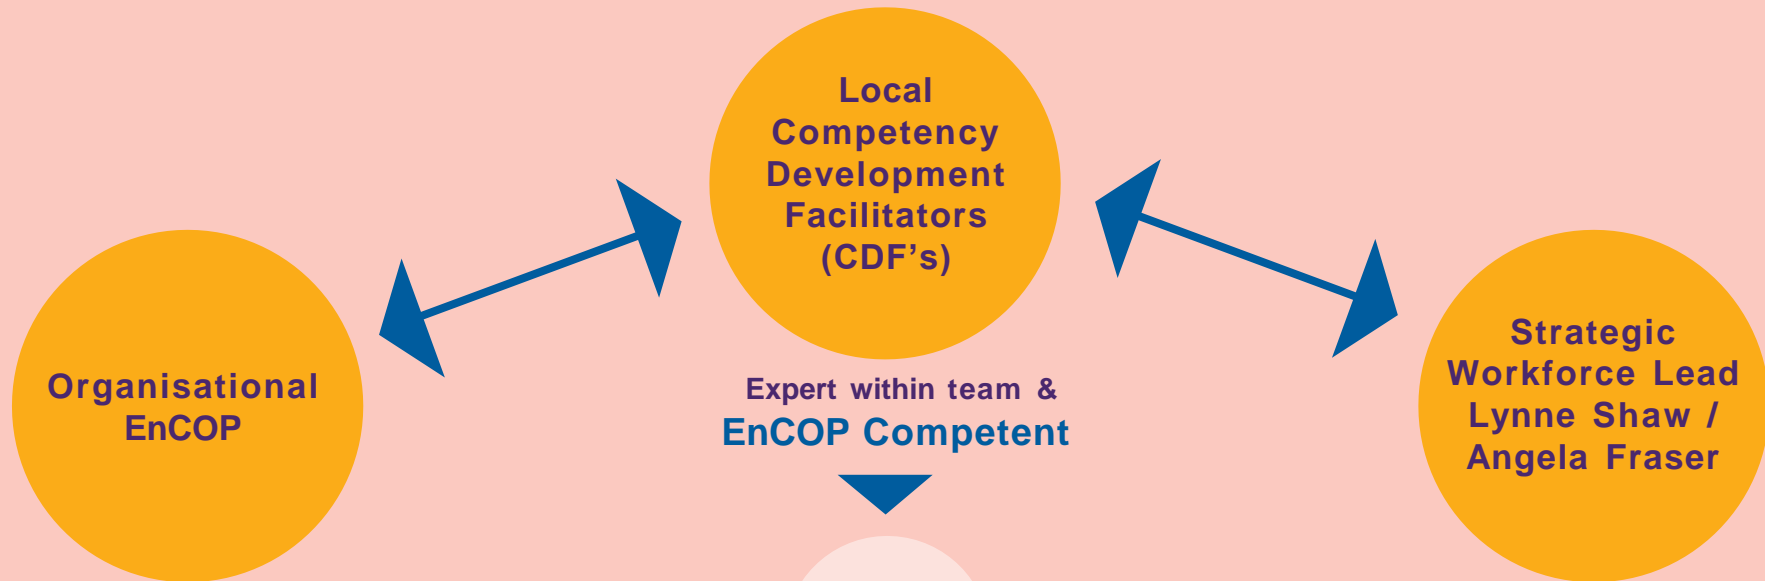 Local
Competency
Development
Facilitators
(CDF’s)
Organisational
EnCOP
Expert within team &
EnCOP Competent
Strategic
Workforce Lead
Lynne Shaw /
Angela Fraser